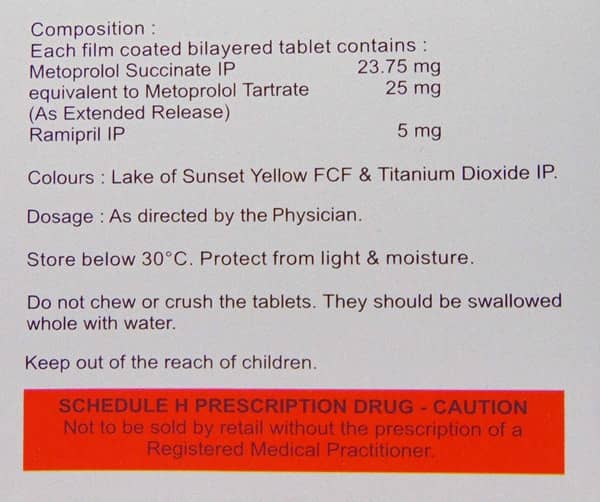 Composition :
Each film coated bilayered tablet contains :
Metoprolol Succinate IP 23.75 mg
equivalent to Metoprolol Tartrate 25 mg
(As Extended Release)
Ramipril IP 5 mg
Colours : Lake of Sunset Yellow FCF & Titanium Dioxide IP.
Dosage : As directed by the Physician.
Store below 30°C. Protect from light & moisture.
Do not chew or crush the tablets. They should be swallowed
whole with water.
Keep out of the reach of children.
SCHEDULE H PRESCRIPTION DRUG - CAUTION
Not to be sold by retail without the prescription of a
Registered Medical Practitioner.